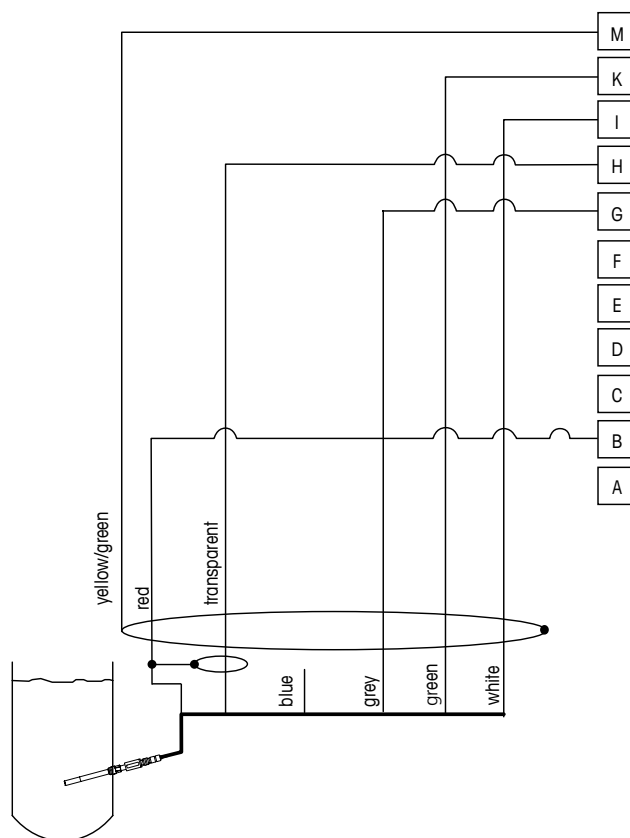 M
K
I
H
G
F
E
D
C
B
A
yellow/green
red
transparent
blue
grey
green
white